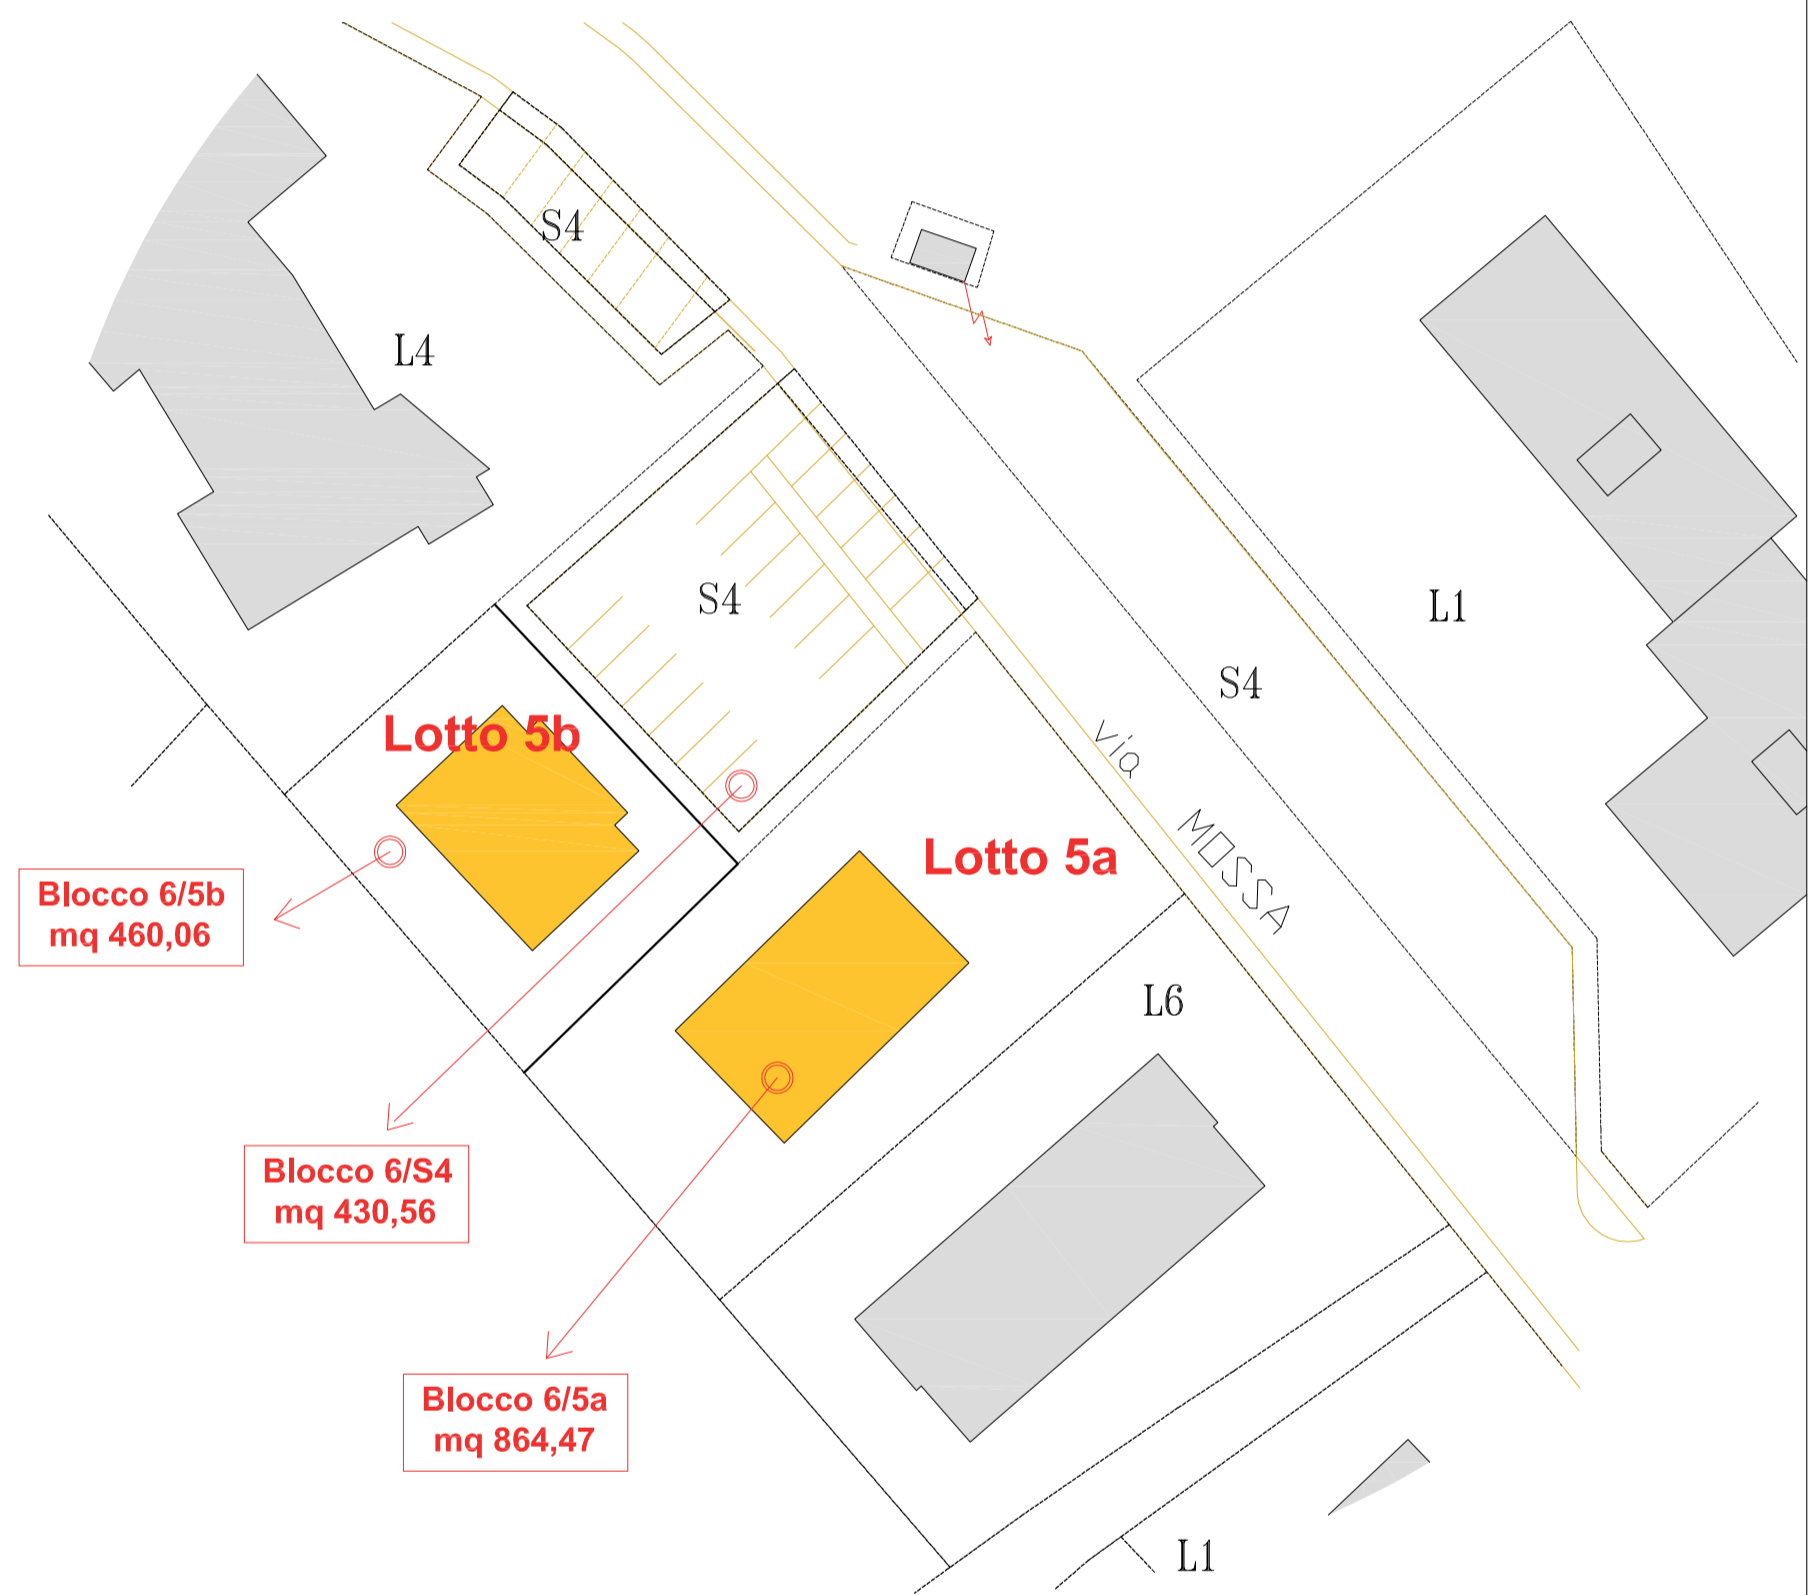 S4
L4
S4
L1
S4
Lotto 5b
via MOSSA
Lotto 5a
Blocco 6/5b
mq 460,06
L6
Blocco 6/S4
mq 430,56
Blocco 6/5a
mq 864,47
L1